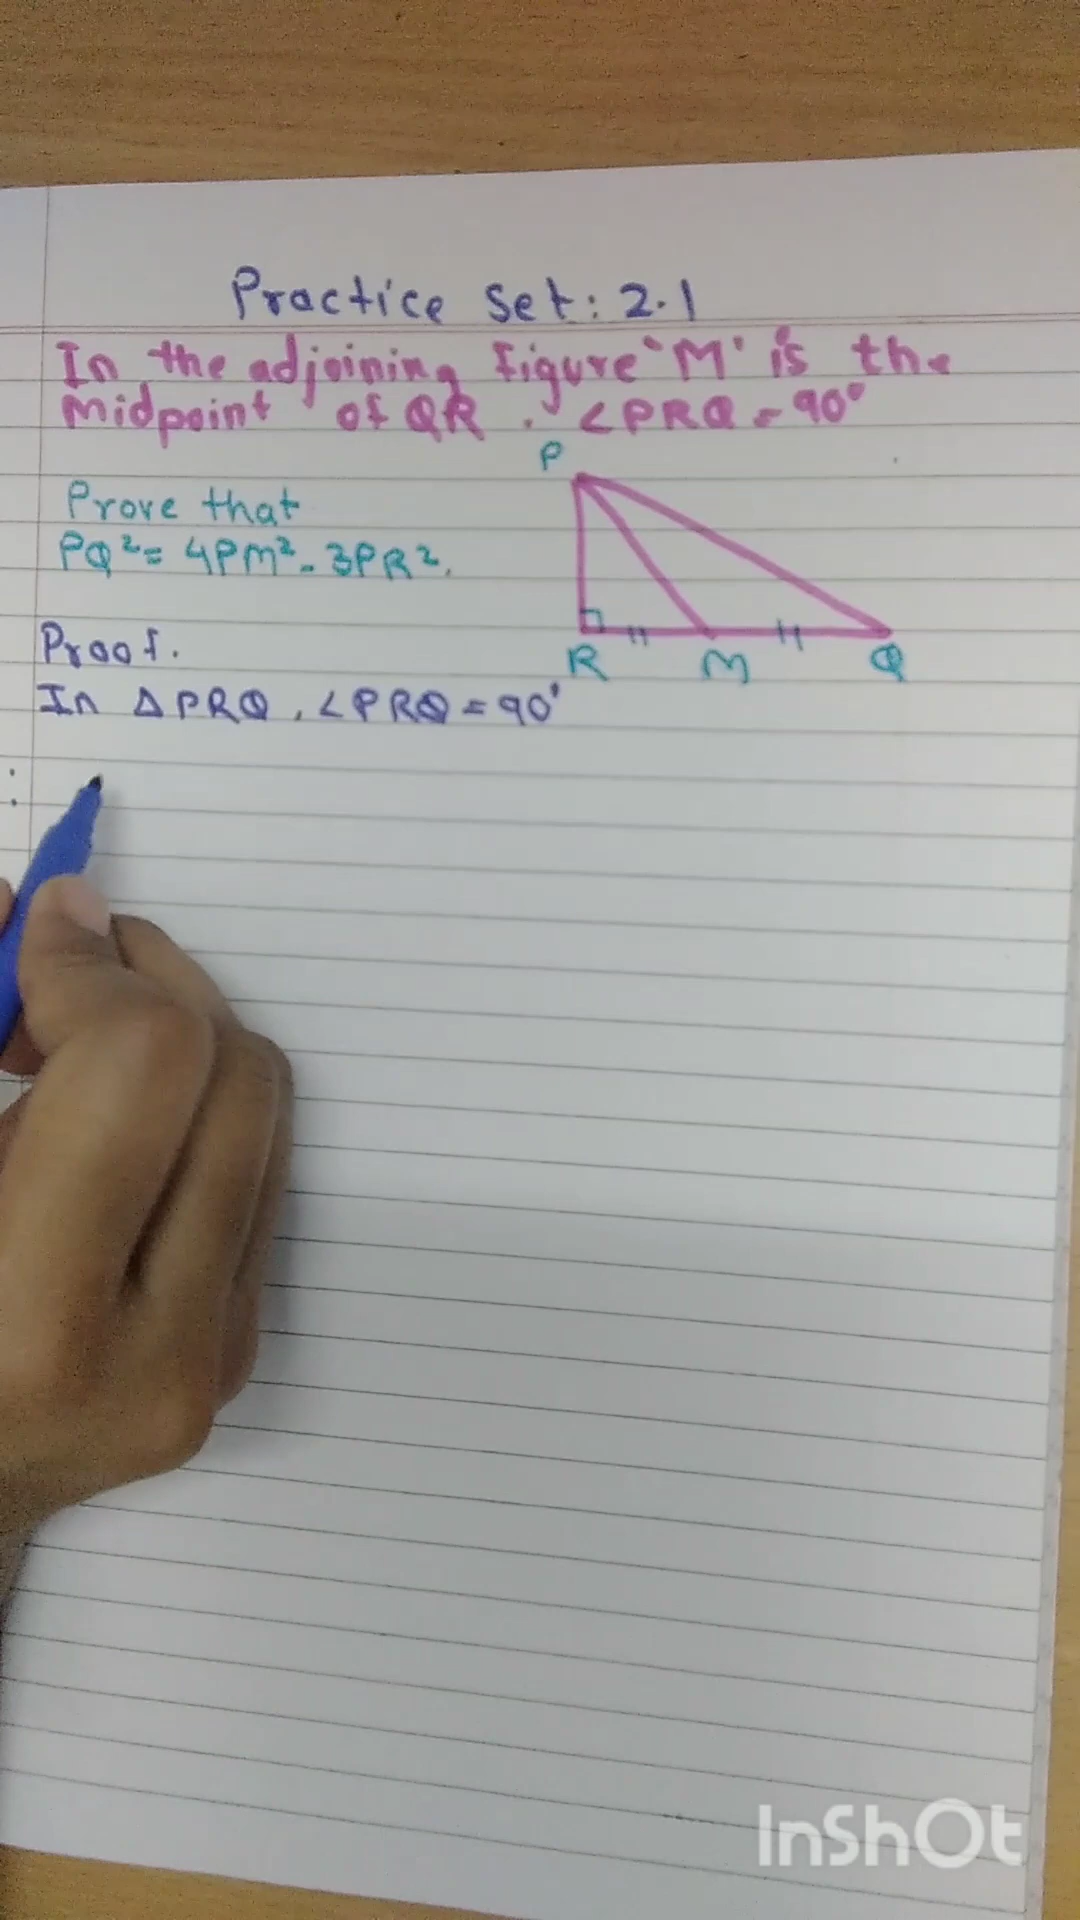 Practice Set: 2.1
In the adjoining figure 'M' is the
Midpoint of QR. ∠PRQ = 90°
P
Prove that
PQ² = 4PM² - 3PR².
Proof.
R M Q
In △PRQ, ∠PRQ = 90°
∴
InShOt